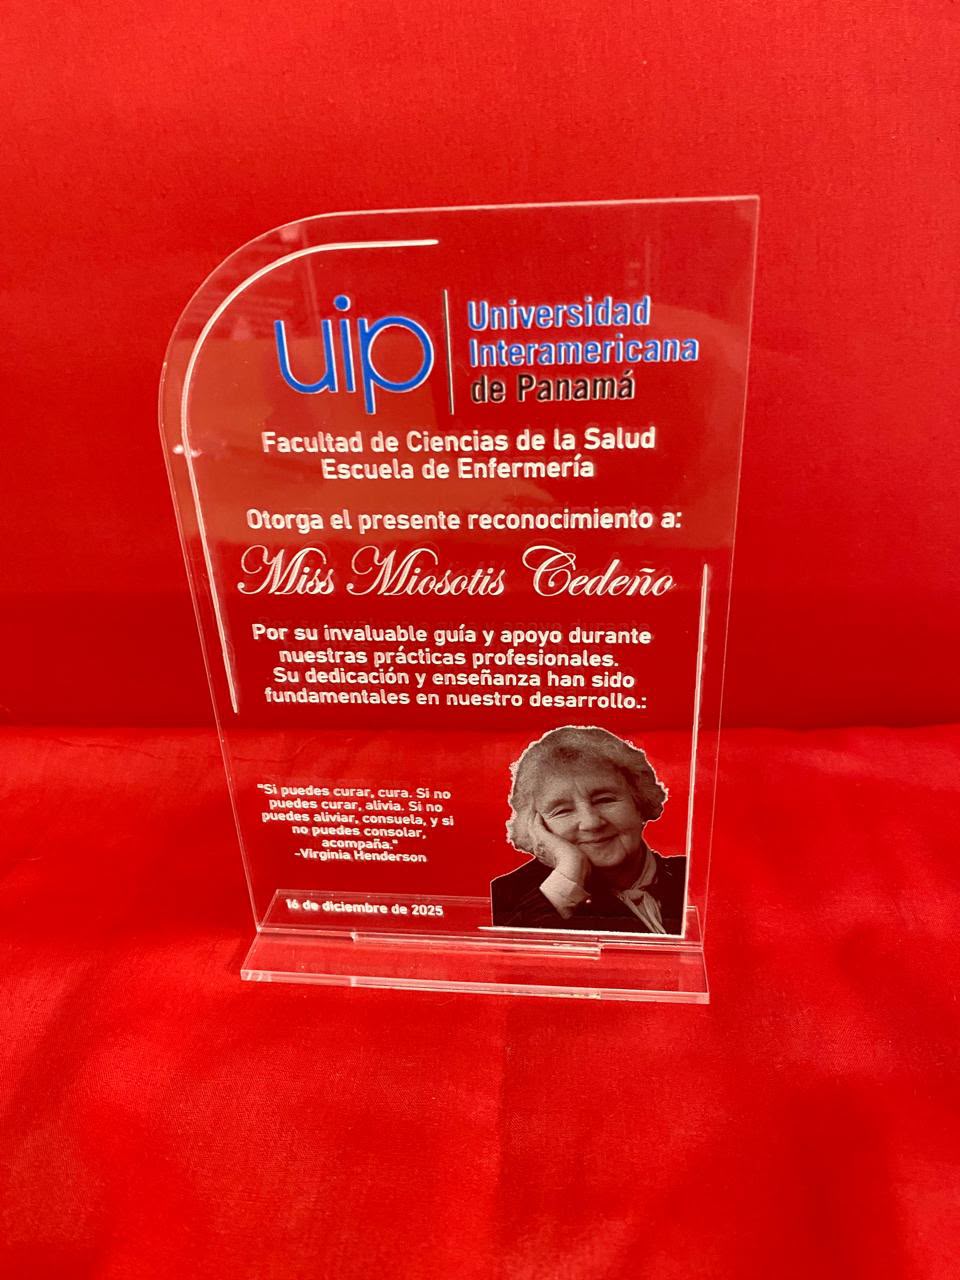 uip
Universidad
Interamericana
de Panamá
Facultad de Ciencias de la Salud
Escuela de Enfermería
Otorga el presente reconocimiento a:
Miss Miosotis Cedeño
Por su invaluable guía y apoyo durante
nuestras prácticas profesionales.
Su dedicación y enseñanza han sido
fundamentales en nuestro desarrollo.:
"Si puedes curar, cura. Si no
puedes curar, alivia. Si no
puedes aliviar, consuela, y si
no puedes consolar,
acompaña."
-Virginia Henderson
16 de diciembre de 2025